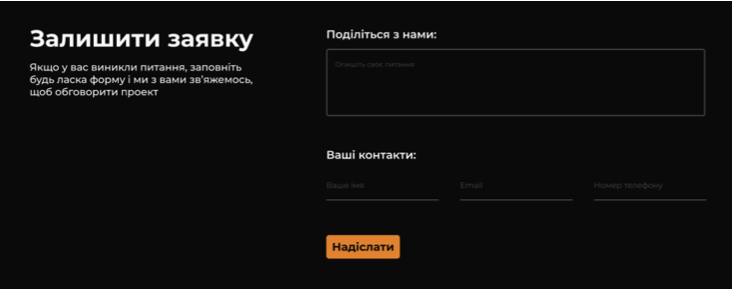 Залишити заявку
Якщо у вас виникли питання, заповніть
будь ласка форму і ми з вами зв’яжемось,
щоб обговорити проект
Поділіться з нами:
Опишіть своє питання
Ваші контакти:
Ваше імя
Email
Номер телефону
Надіслати